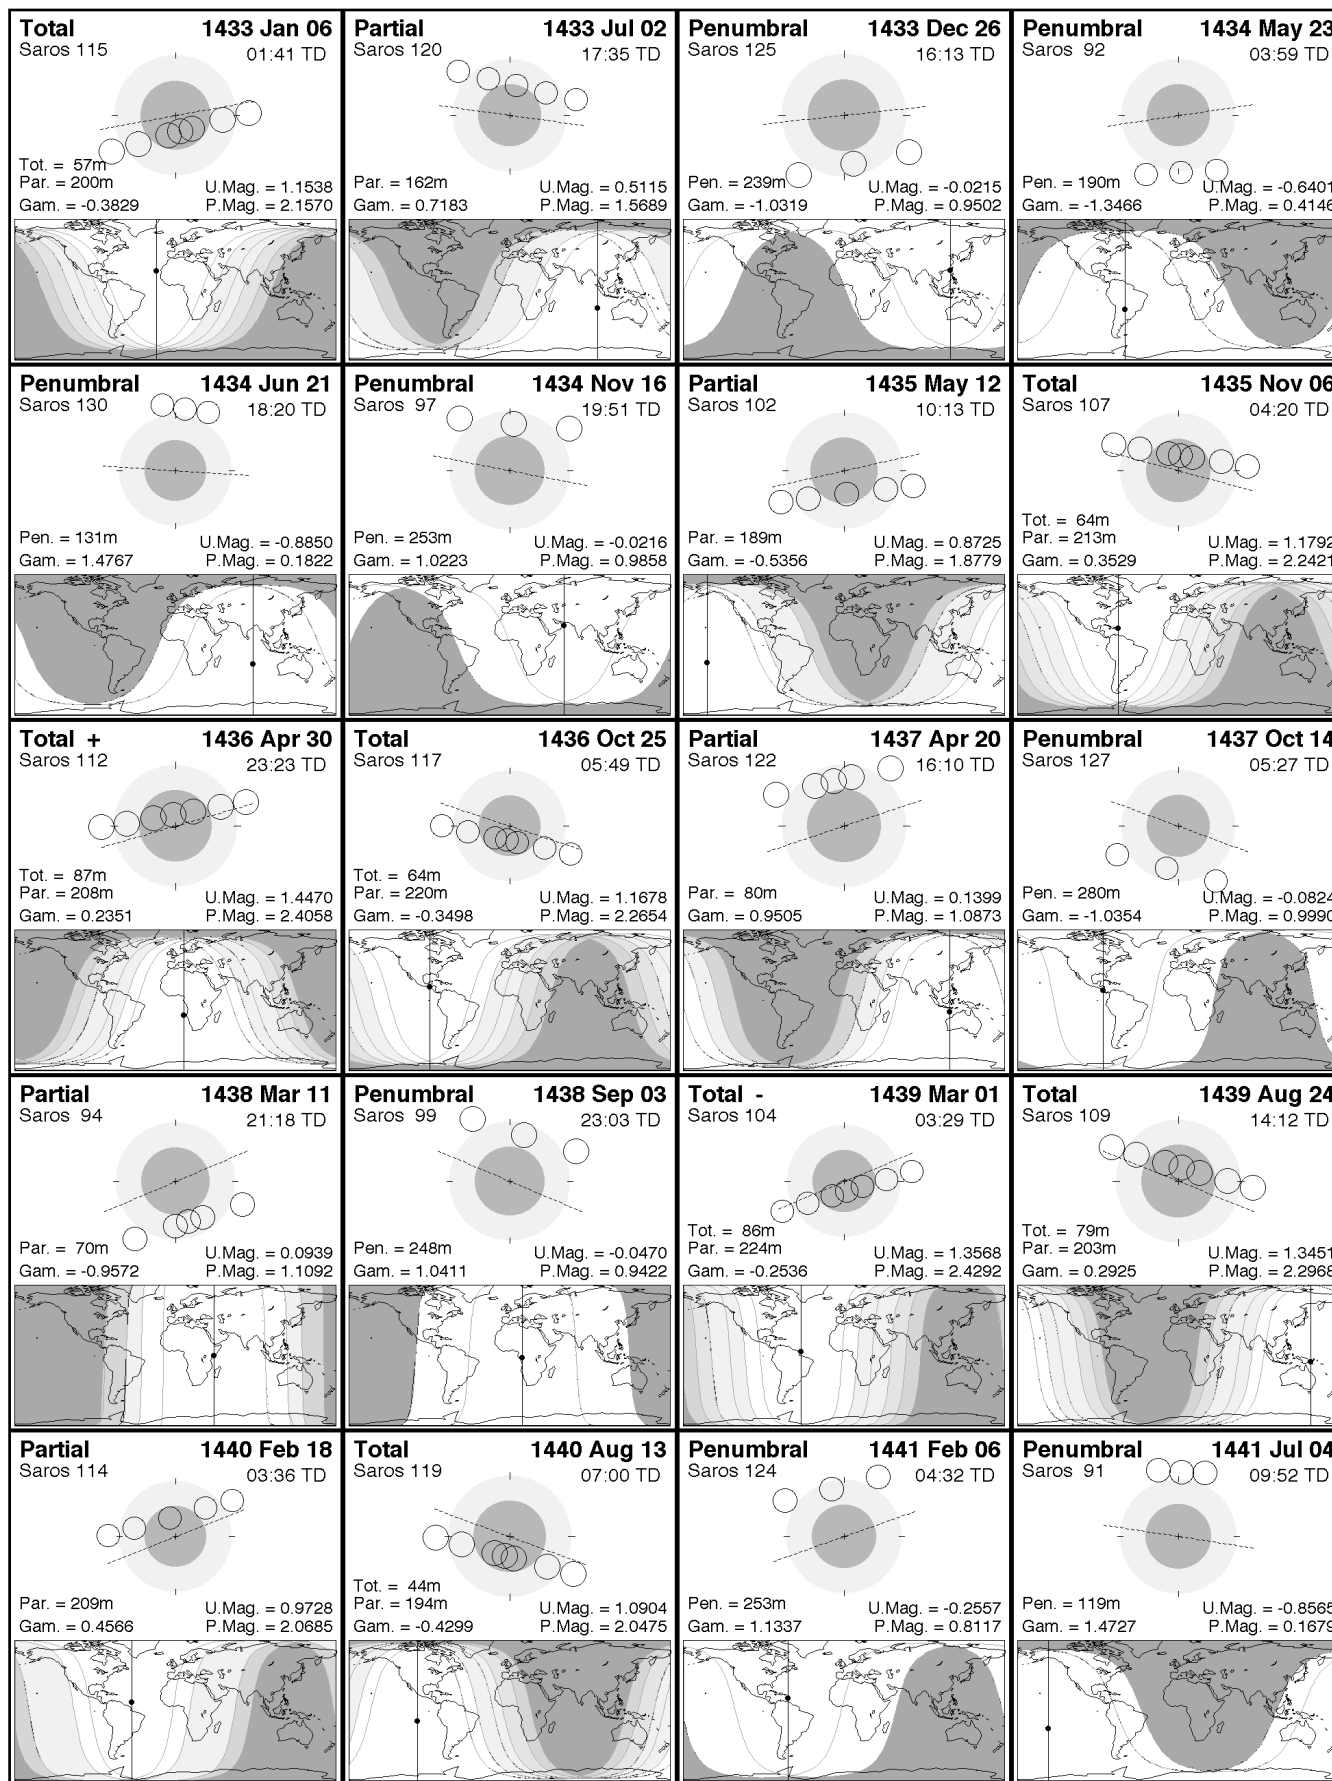 Total 1433 Jan 06
Saros 115 01:41 TD
Tot. = 57m
Par. = 200m U.Mag. = 1.1538
Gam. = -0.3829 P.Mag. = 2.1570
Partial 1433 Jul 02
Saros 120 17:35 TD
Par. = 162m U.Mag. = 0.5115
Gam. = 0.7183 P.Mag. = 1.5689
Penumbral 1433 Dec 26
Saros 125 16:13 TD
Pen. = 239m U.Mag. = -0.0215
Gam. = -1.0319 P.Mag. = 0.9502
Penumbral 1434 May 23
Saros 92 03:59 TD
Pen. = 190m U.Mag. = -0.6401
Gam. = -1.3466 P.Mag. = 0.4146
Penumbral 1434 Jun 21
Saros 130 18:20 TD
Pen. = 131m U.Mag. = -0.8850
Gam. = 1.4767 P.Mag. = 0.1822
Penumbral 1434 Nov 16
Saros 97 19:51 TD
Pen. = 253m U.Mag. = -0.0216
Gam. = 1.0223 P.Mag. = 0.9858
Partial 1435 May 12
Saros 102 10:13 TD
Par. = 189m U.Mag. = 0.8725
Gam. = -0.5356 P.Mag. = 1.8779
Total 1435 Nov 06
Saros 107 04:20 TD
Tot. = 64m
Par. = 213m U.Mag. = 1.1792
Gam. = 0.3529 P.Mag. = 2.2421
Total + 1436 Apr 30
Saros 112 23:23 TD
Tot. = 87m
Par. = 208m U.Mag. = 1.4470
Gam. = 0.2351 P.Mag. = 2.4058
Total 1436 Oct 25
Saros 117 05:49 TD
Tot. = 64m
Par. = 220m U.Mag. = 1.1678
Gam. = -0.3498 P.Mag. = 2.2654
Partial 1437 Apr 20
Saros 122 16:10 TD
Par. = 80m U.Mag. = 0.1399
Gam. = 0.9505 P.Mag. = 1.0873
Penumbral 1437 Oct 14
Saros 127 05:27 TD
Pen. = 280m U.Mag. = -0.0824
Gam. = -1.0354 P.Mag. = 0.9990
Partial 1438 Mar 11
Saros 94 21:18 TD
Par. = 70m U.Mag. = 0.0939
Gam. = -0.9572 P.Mag. = 1.1092
Penumbral 1438 Sep 03
Saros 99 23:03 TD
Pen. = 248m U.Mag. = -0.0470
Gam. = 1.0411 P.Mag. = 0.9422
Total - 1439 Mar 01
Saros 104 03:29 TD
Tot. = 86m
Par. = 224m U.Mag. = 1.3568
Gam. = -0.2536 P.Mag. = 2.4292
Total 1439 Aug 24
Saros 109 14:12 TD
Tot. = 79m
Par. = 203m U.Mag. = 1.3451
Gam. = 0.2925 P.Mag. = 2.2968
Partial 1440 Feb 18
Saros 114 03:36 TD
Par. = 209m U.Mag. = 0.9728
Gam. = 0.4566 P.Mag. = 2.0685
Total 1440 Aug 13
Saros 119 07:00 TD
Tot. = 44m
Par. = 194m U.Mag. = 1.0904
Gam. = -0.4299 P.Mag. = 2.0475
Penumbral 1441 Feb 06
Saros 124 04:32 TD
Pen. = 253m U.Mag. = -0.2557
Gam. = 1.1337 P.Mag. = 0.8117
Penumbral 1441 Jul 04
Saros 91 09:52 TD
Pen. = 119m U.Mag. = -0.8565
Gam. = 1.4727 P.Mag. = 0.1679